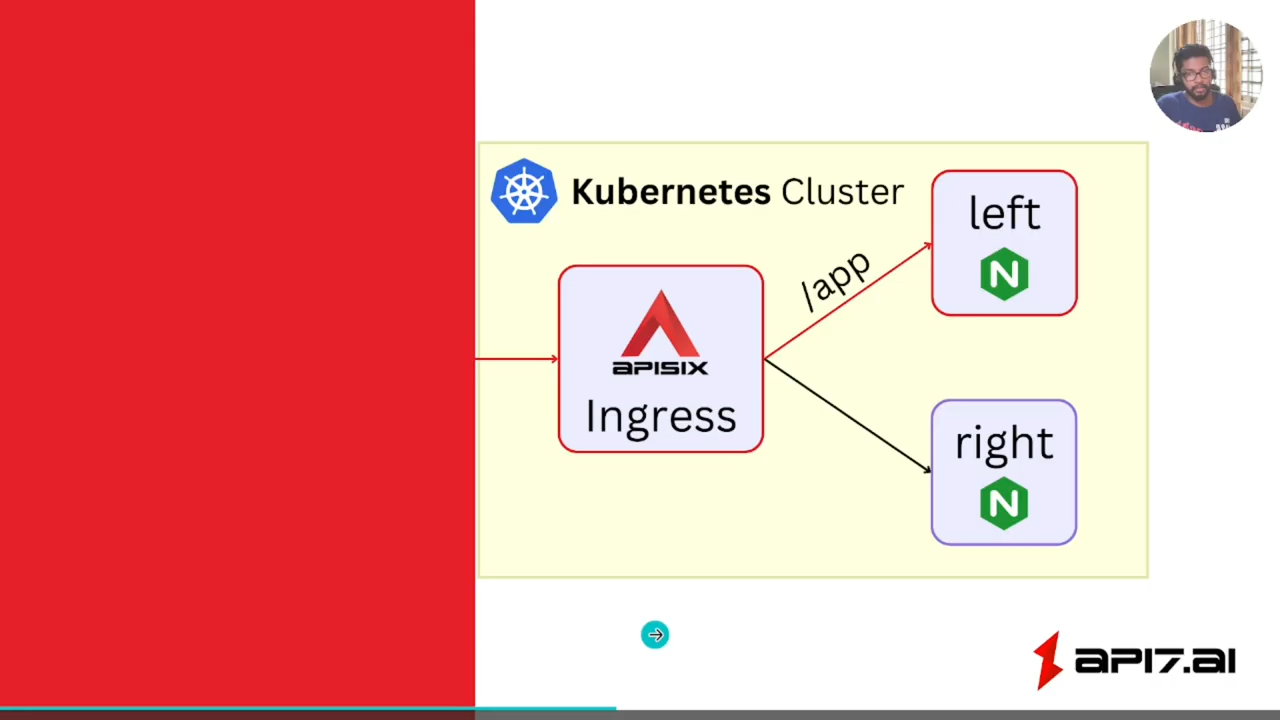 Kubernetes Cluster
left
N
/app
APISIX
Ingress
right
N
API7.AI